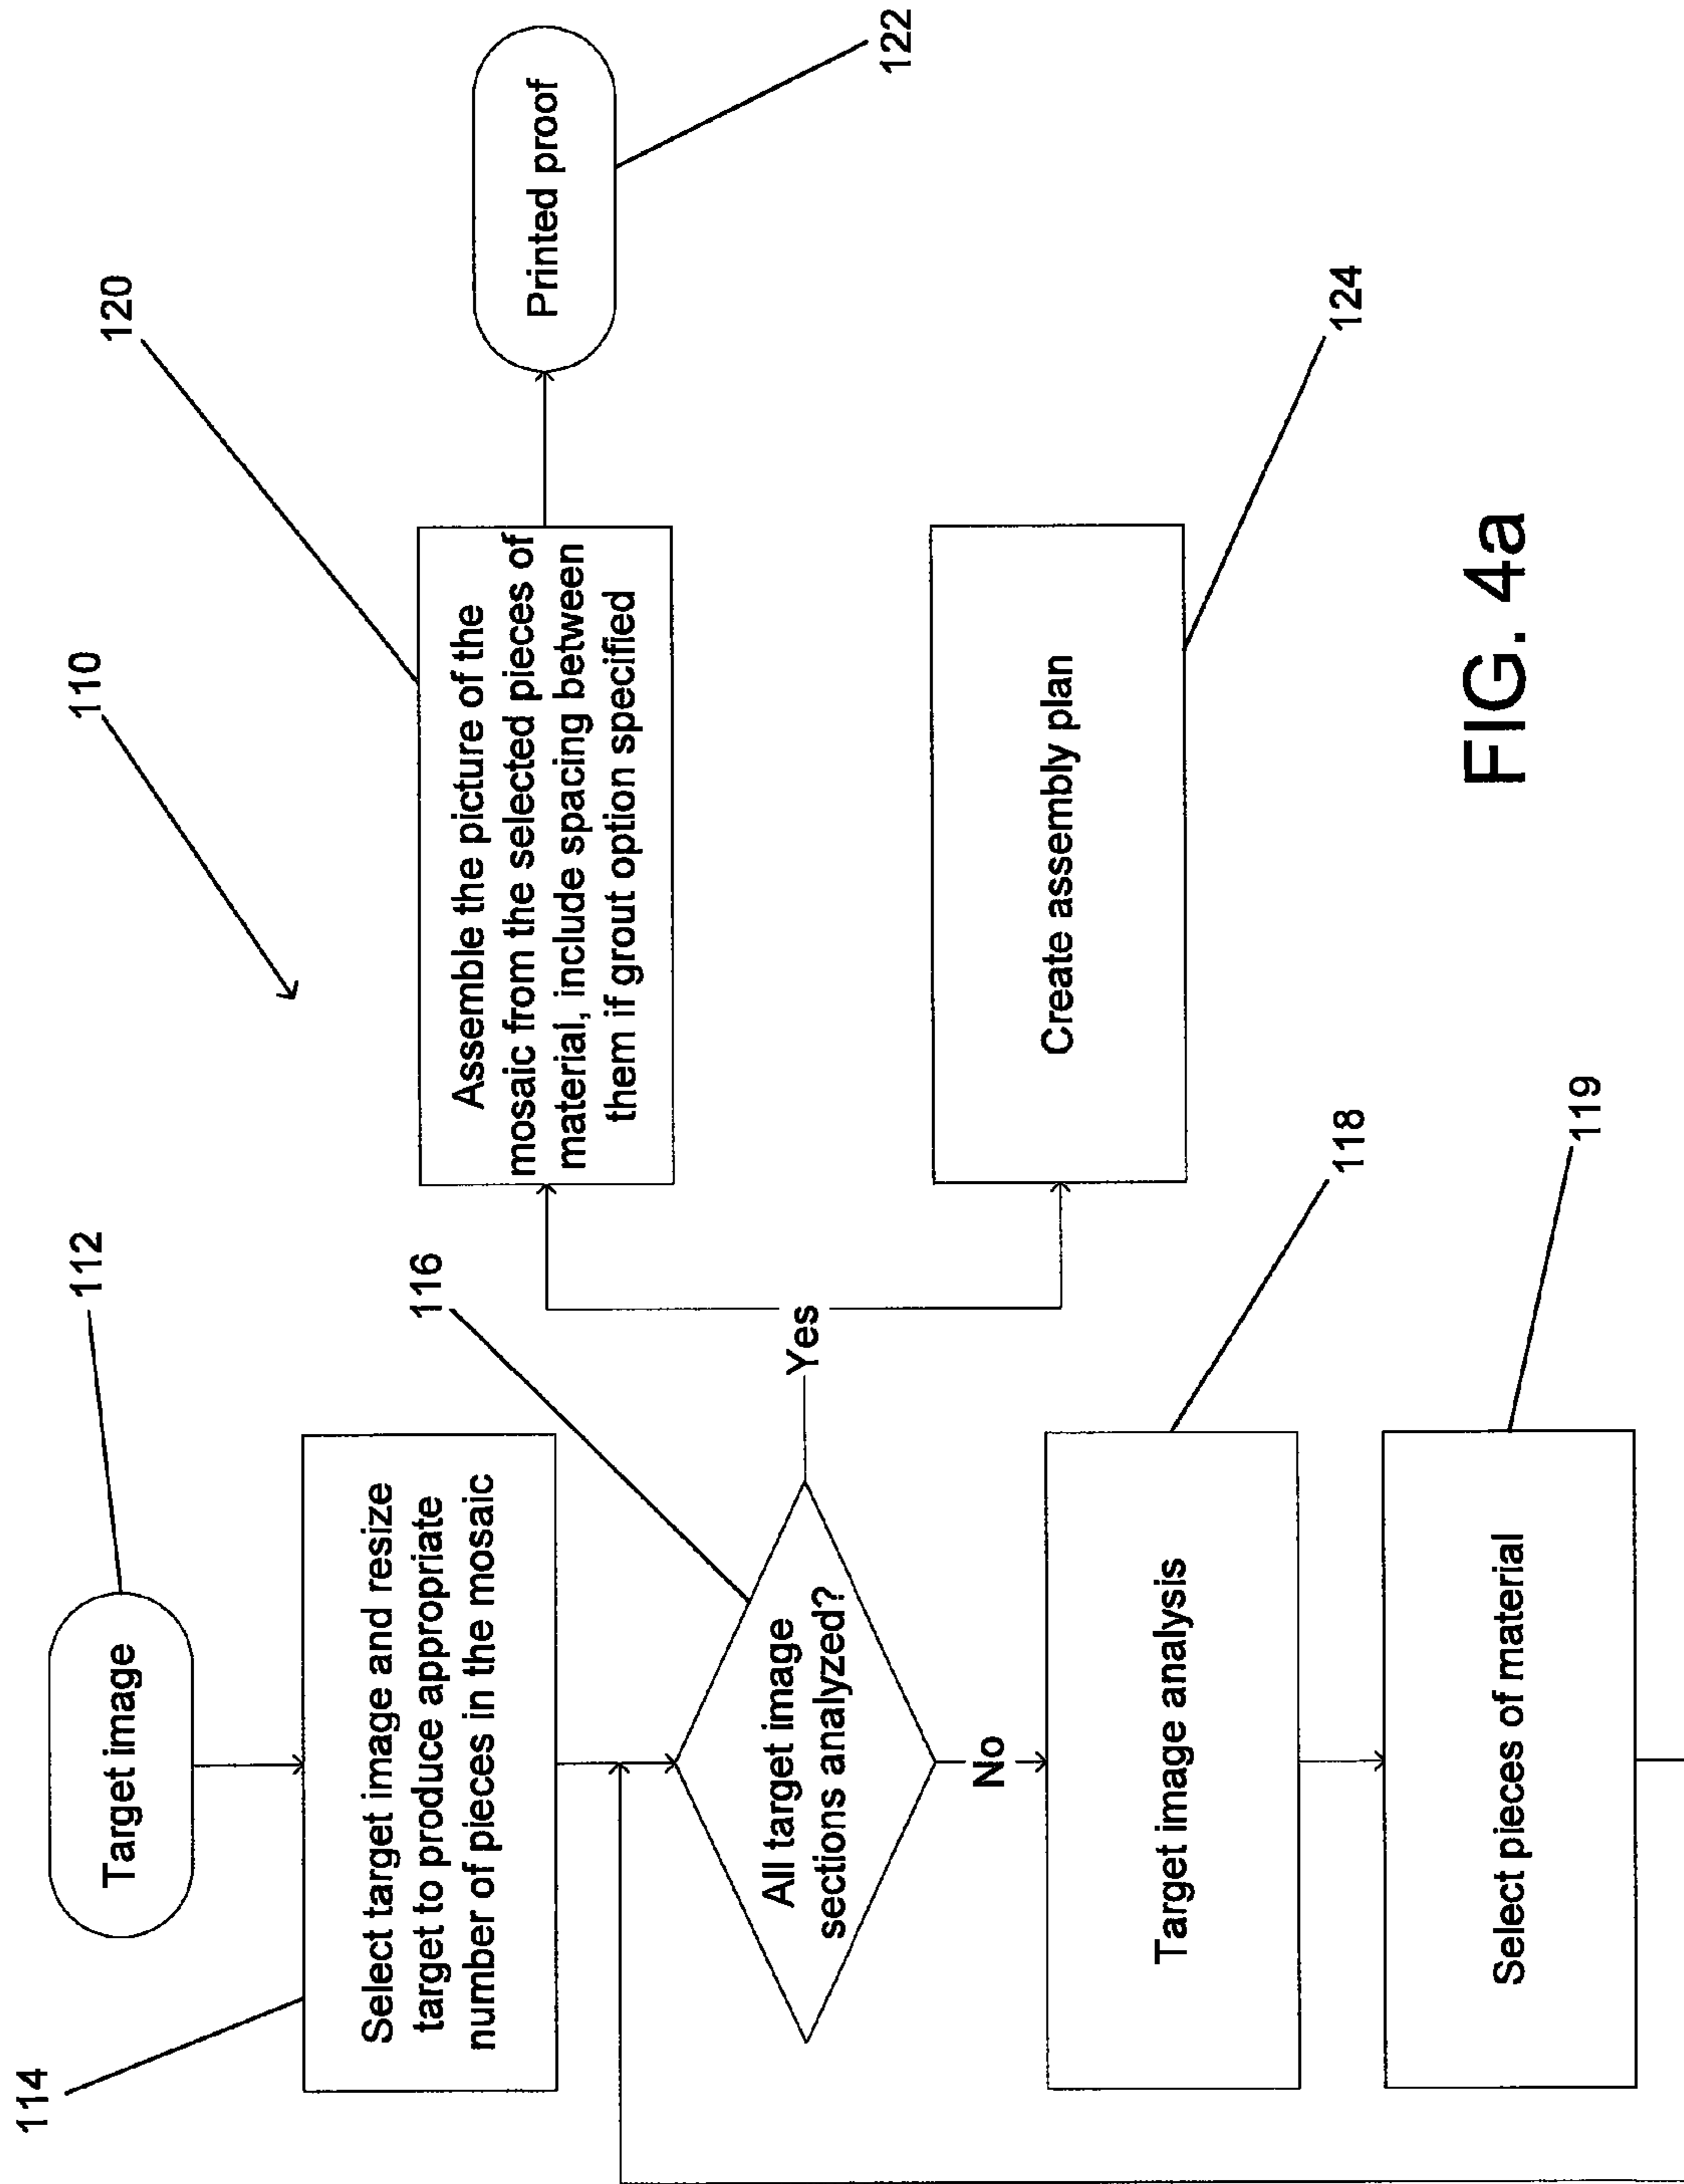 110
112
Target image
114
Select target image and resize
target to produce appropriate
number of pieces in the mosaic
116
All target image
sections analyzed?
Yes
No
118
Target image analysis
119
Select pieces of material
120
Assemble the picture of the
mosaic from the selected pieces of
material, include spacing between
them if grout option specified
Printed proof
122
Create assembly plan
124
FIG. 4a